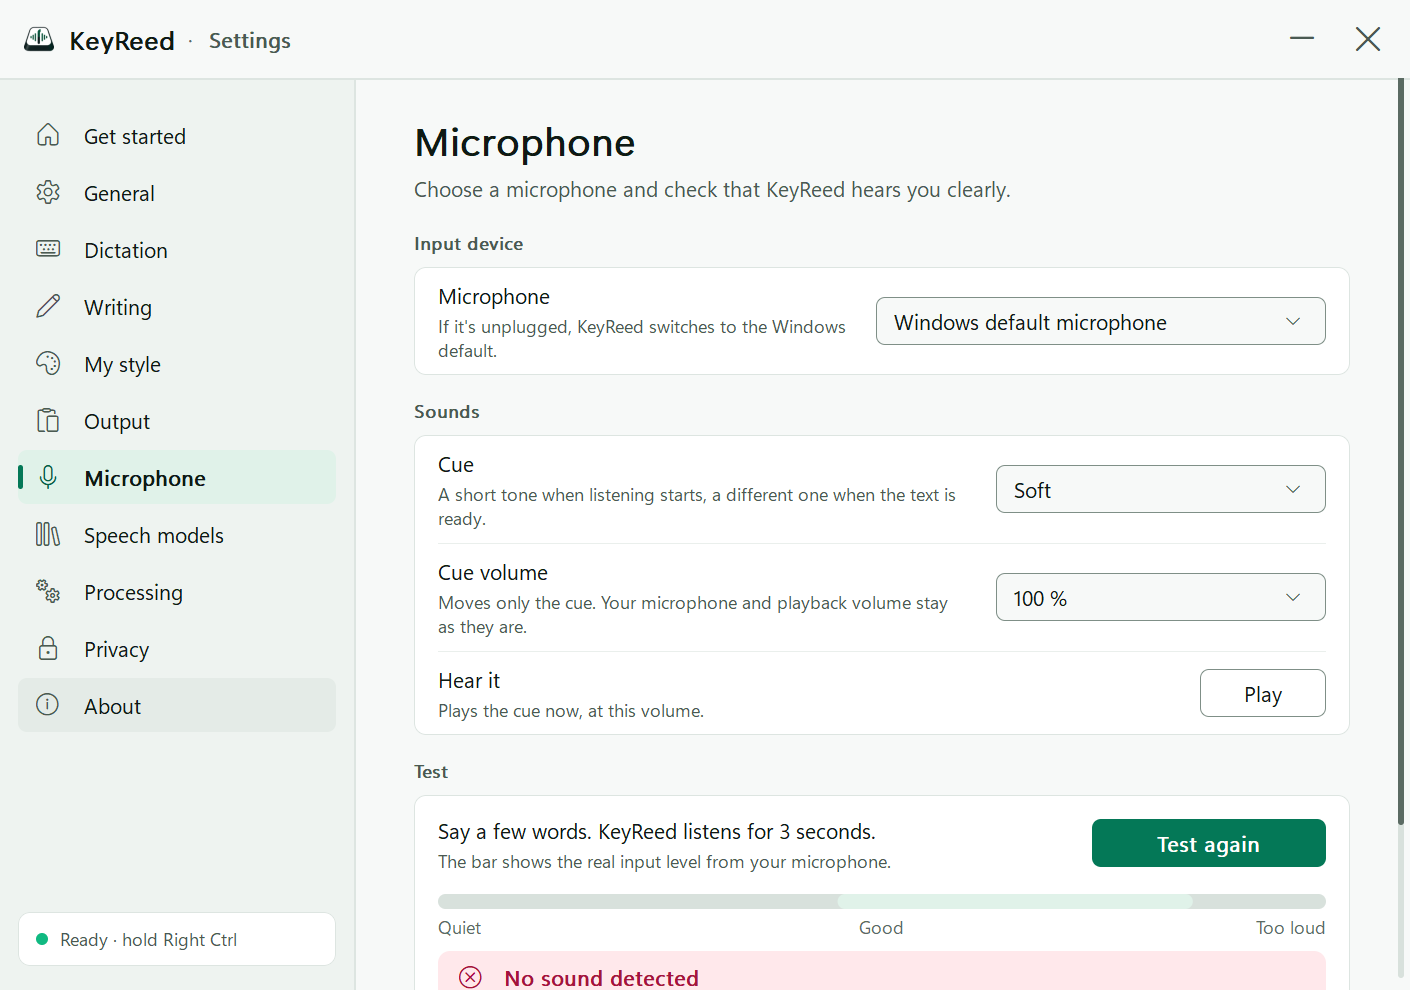 KeyReed · Settings
Get started
General
Dictation
Writing
My style
Output
Microphone
Speech models
Processing
Privacy
About
Ready · hold Right Ctrl
Microphone
Choose a microphone and check that KeyReed hears you clearly.
Input device
Microphone
If it's unplugged, KeyReed switches to the Windows
default.
Windows default microphone
Sounds
Cue
A short tone when listening starts, a different one when the text is
ready.
Soft
Cue volume
Moves only the cue. Your microphone and playback volume stay
as they are.
100 %
Hear it
Plays the cue now, at this volume.
Play
Test
Say a few words. KeyReed listens for 3 seconds.
The bar shows the real input level from your microphone.
Test again
Quiet Good Too loud
No sound detected